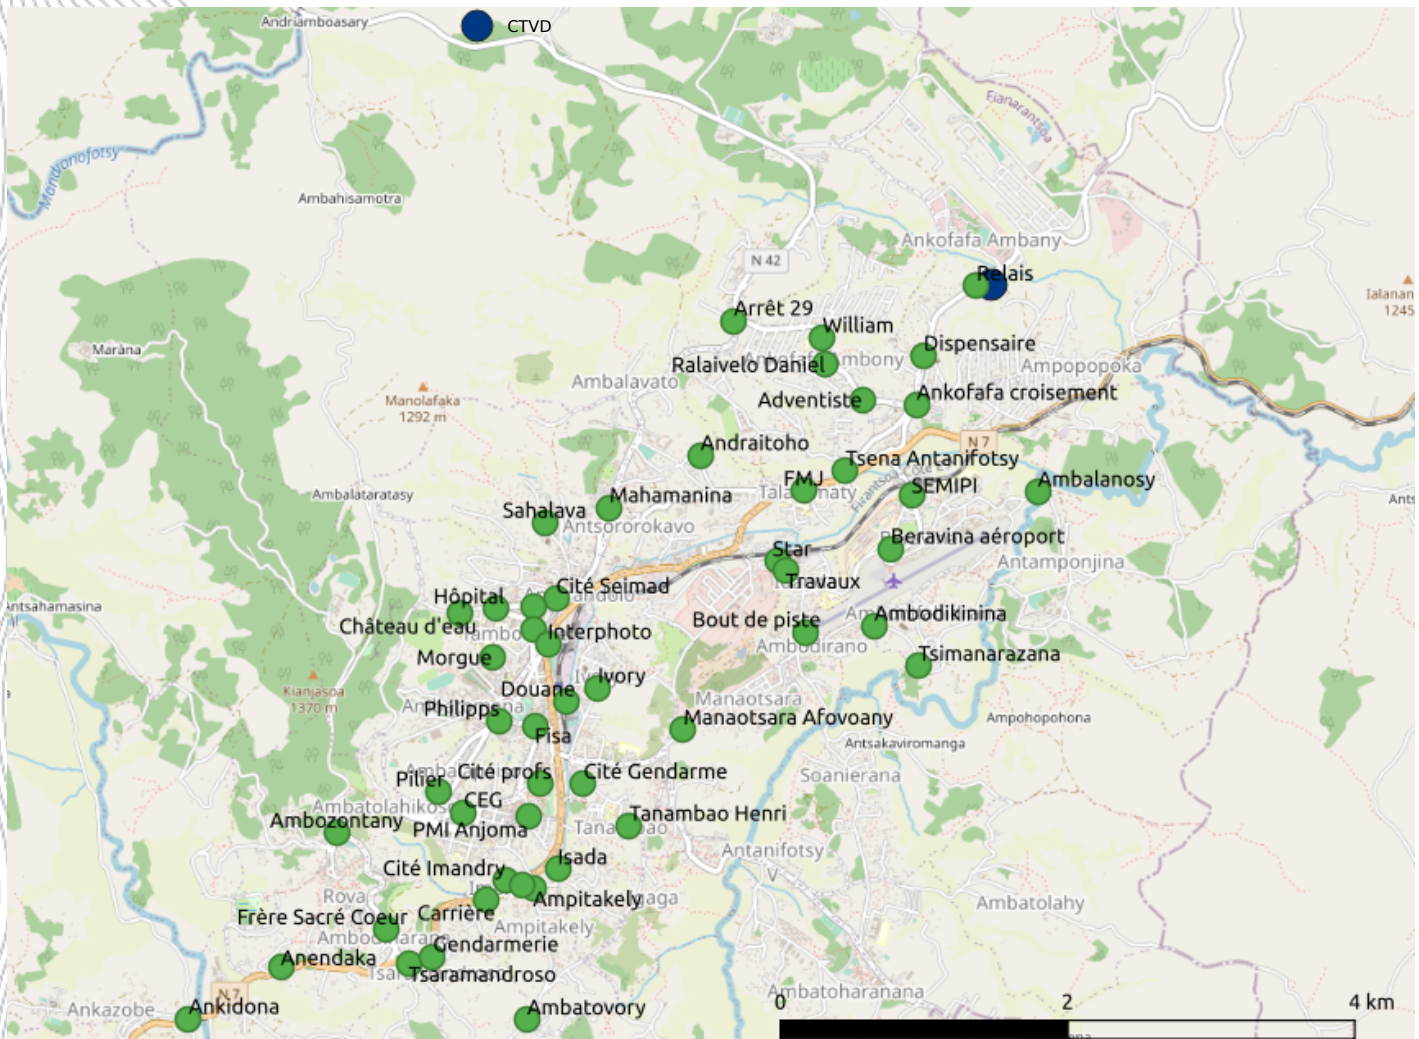 Andriamboasary
CTVD
Mandronofotsy
Fianarantsoa
Ambahisamotra
Ankofafa Ambany
N 42
Relais
Ialanan
1245
Arrêt 29
William
Dispensaire
Maràna
Ralaivelo Daniel
Ampopopoka
Ambalavato
Manolafaka
1292 m
Adventiste
Ankofafa croisement
Andraitoho
N 7
Tsena Antanifotsy
FMJ
Ambalanosy
SEMIPI
Ambalataratasy
Mahamanina
Sahalava
Antsororokavo
Ants
Beravina aéroport
Star
Antamponjina
Travaux
Cité Seimad
Hôpital
Antsahamasina
Château d'eau
Bout de piste
Ambodikinina
Interphoto
Ambodirano
Morgue
Tsimanarazana
Ivory
Kianjasoa
1370 m
Douane
Manaotsara
Philipps
Manaotsara Afovoany
Ampohopohona
Fisa
Antsakaviromanga
Pilier
Cité profs
Cité Gendarme
Soanierana
CEG
Ambatolahikos
Ambozontany
PMI Anjoma
Tanambao Henri
Antanifotsy
V
Isada
Cité Imandry
Rova
Ampitakely
Ambatolahy
Frère Sacré Coeur
Carrière
Ampitakely
Gendarmerie
Anendaka
Tsaramandroso
N 7
Ankazobe
Ankidona
Ambatovory
Ambatoharanana
0 2 4 km